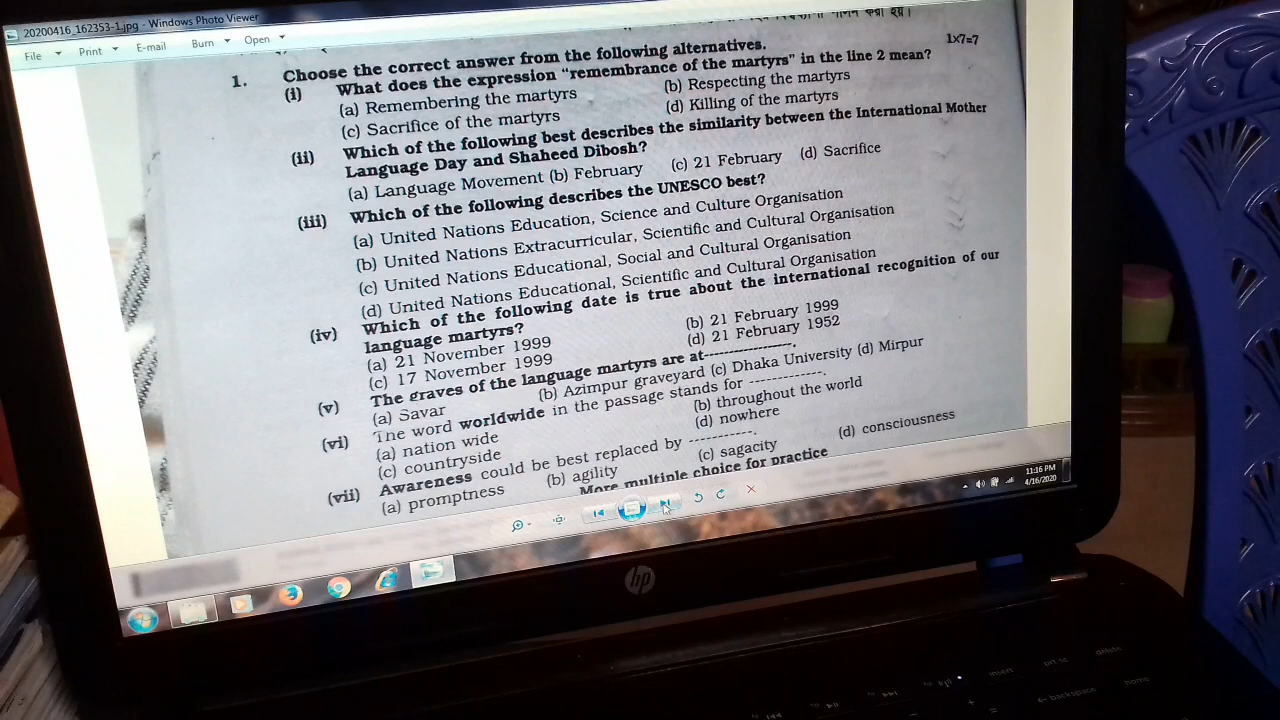 20200416_162353-1.jpg - Windows Photo Viewer
File Print E-mail Burn Open
করা হয়।
1. Choose the correct answer from the following alternatives. 1x7=7
(i) What does the expression “remembrance of the martyrs” in the line 2 mean?
(a) Remembering the martyrs (b) Respecting the martyrs
(c) Sacrifice of the martyrs (d) Killing of the martyrs
(ii) Which of the following best describes the similarity between the International Mother
Language Day and Shaheed Dibosh?
(a) Language Movement (b) February (c) 21 February (d) Sacrifice
(iii) Which of the following describes the UNESCO best?
(a) United Nations Education, Science and Culture Organisation
(b) United Nations Extracurricular, Scientific and Cultural Organisation
(c) United Nations Educational, Social and Cultural Organisation
(d) United Nations Educational, Scientific and Cultural Organisation
(iv) Which of the following date is true about the international recognition of our
language martyrs?
(a) 21 November 1999 (b) 21 February 1999
(c) 17 November 1999 (d) 21 February 1952
(v) The graves of the language martyrs are at---------------.
(a) Savar (b) Azimpur graveyard (c) Dhaka University (d) Mirpur
(vi) The word worldwide in the passage stands for -------------.
(a) nation wide (b) throughout the world
(c) countryside (d) nowhere
(vii) Awareness could be best replaced by ------------.
(a) promptness (b) agility (c) sagacity (d) consciousness
More multiple choice for practice
11:16 PM
4/16/2020
hp
insert prt sc delete
backspace home